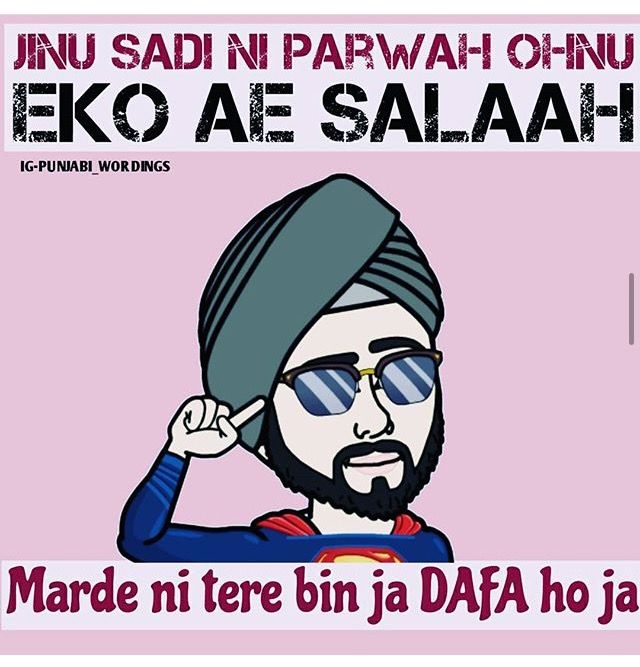 JINU SADI NI PARWAH OHNU
EKO AE SALAAH
IG-PUNJABI_WORDINGS
Marde ni tere bin ja DAFA ho ja